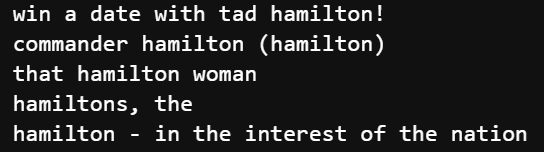 win a date with tad hamilton!
commander hamilton (hamilton)
that hamilton woman
hamiltons, the
hamilton - in the interest of the nation